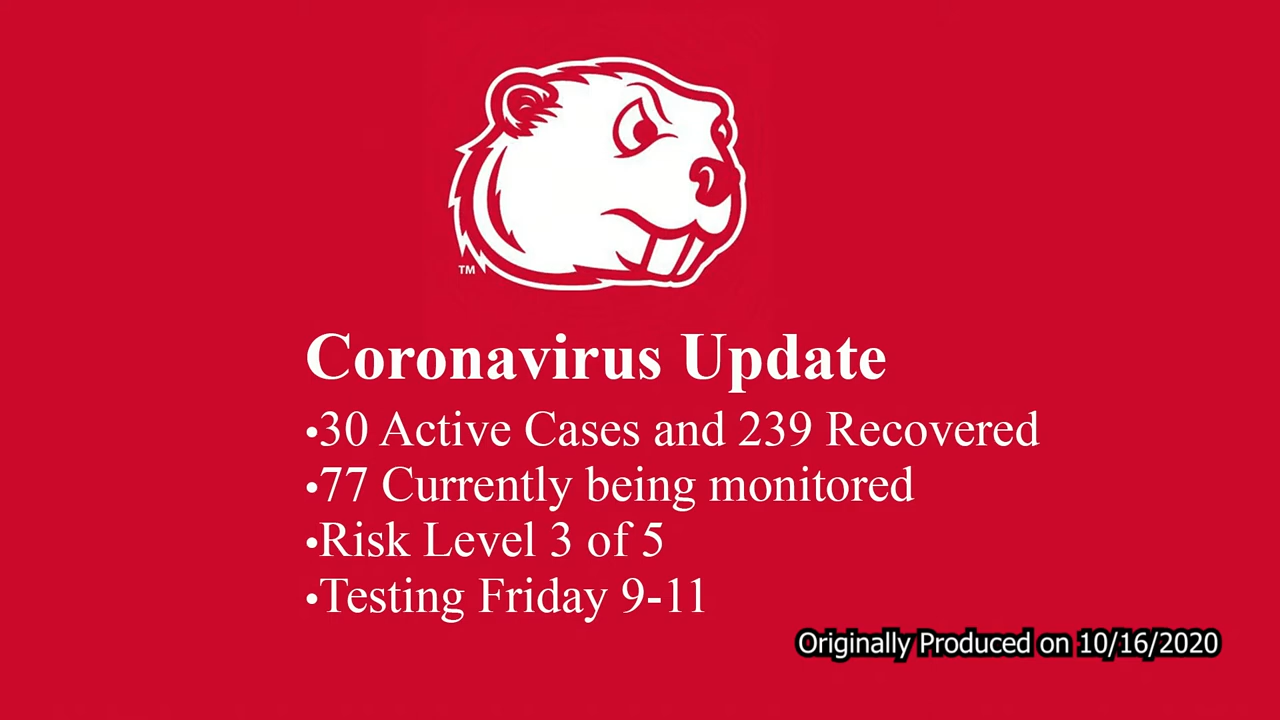 TM
Coronavirus Update
•30 Active Cases and 239 Recovered
•77 Currently being monitored
•Risk Level 3 of 5
•Testing Friday 9-11
Originally Produced on 10/16/2020